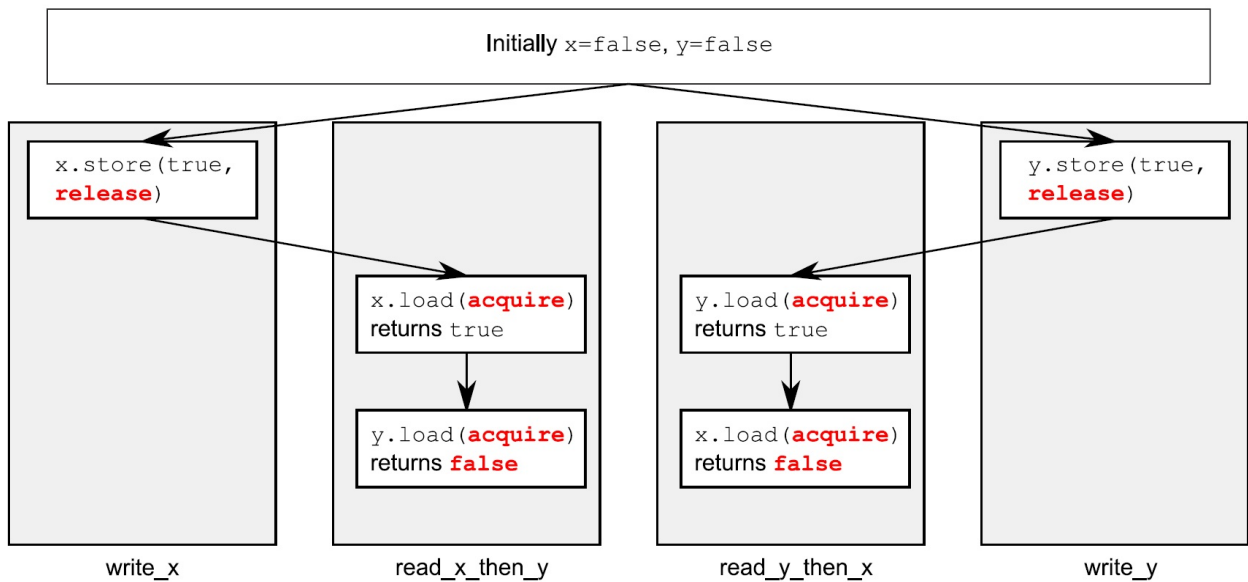 Initially x=false, y=false
x.store(true,
release)
x.load(acquire)
returns true
y.load(acquire)
returns false
y.load(acquire)
returns true
x.load(acquire)
returns false
y.store(true,
release)
write_x
read_x_then_y
read_y_then_x
write_y